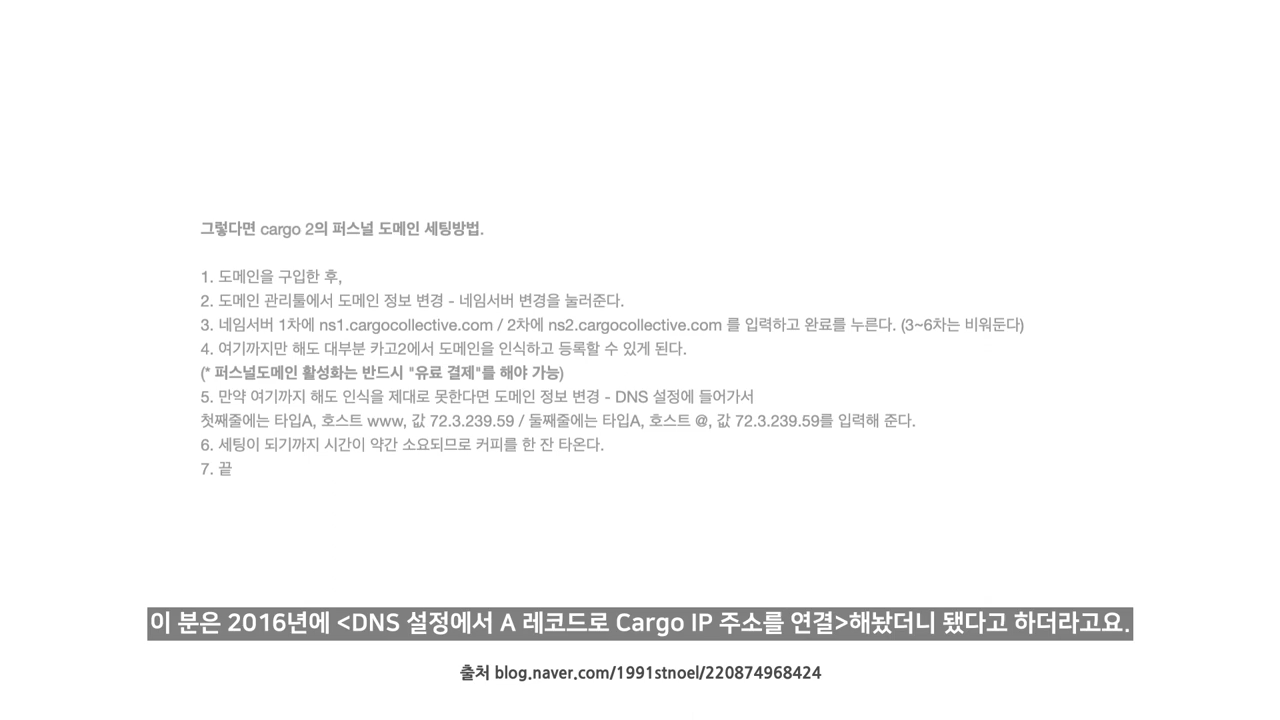 그렇다면 cargo 2의 퍼스널 도메인 세팅방법.
1. 도메인을 구입한 후,
2. 도메인 관리툴에서 도메인 정보 변경 - 네임서버 변경을 눌러준다.
3. 네임서버 1차에 ns1.cargocollective.com / 2차에 ns2.cargocollective.com 를 입력하고 완료를 누른다. (3~6차는 비워둔다)
4. 여기까지만 해도 대부분 카고2에서 도메인을 인식하고 등록할 수 있게 된다.
(* 퍼스널도메인 활성화는 반드시 "유료 결제"를 해야 가능)
5. 만약 여기까지 해도 인식을 제대로 못한다면 도메인 정보 변경 - DNS 설정에 들어가서
첫째줄에는 타입A, 호스트 www, 값 72.3.239.59 / 둘째줄에는 타입A, 호스트 @, 값 72.3.239.59를 입력해 준다.
6. 세팅이 되기까지 시간이 약간 소요되므로 커피를 한 잔 타온다.
7. 끝
이 분은 2016년에 <DNS 설정에서 A 레코드로 Cargo IP 주소를 연결>해놨더니 됐다고 하더라고요.
출처 blog.naver.com/1991stnoel/220874968424